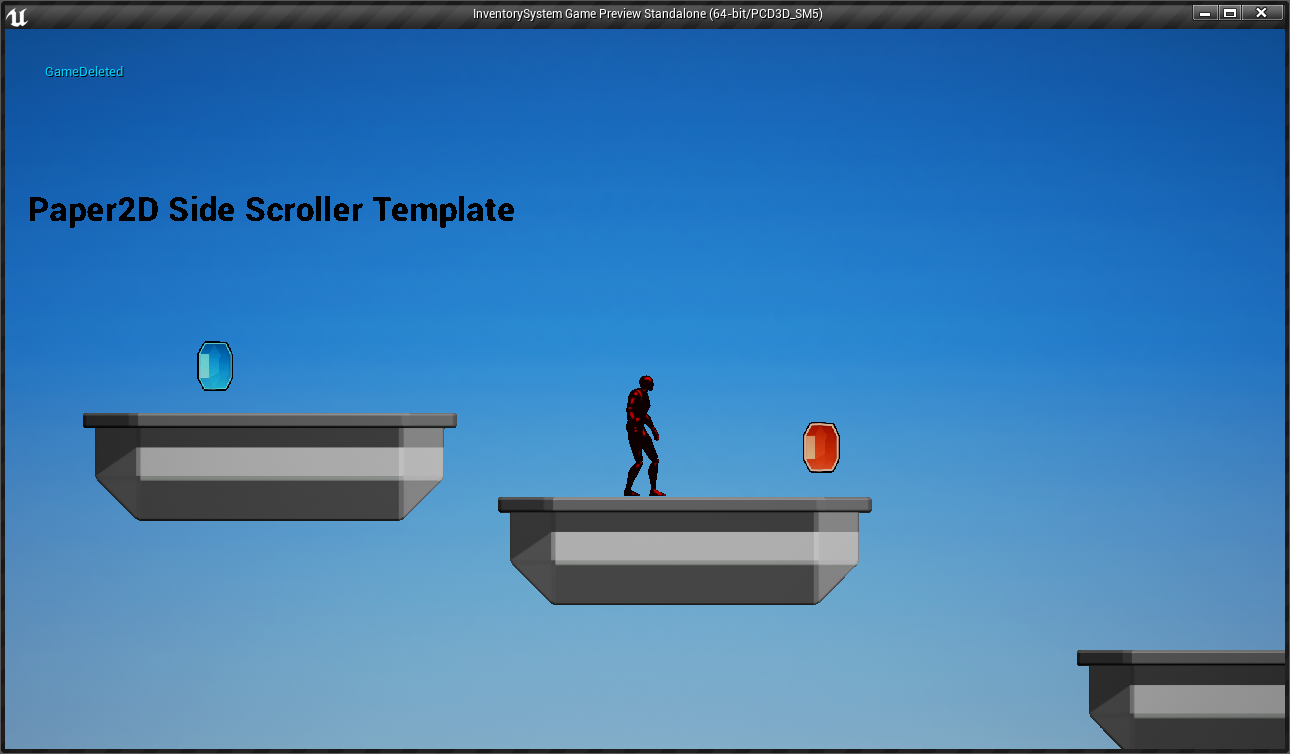 InventorySystem Game Preview Standalone (64-bit/PCD3D_SM5)
GameDeleted
Paper2D Side Scroller Template